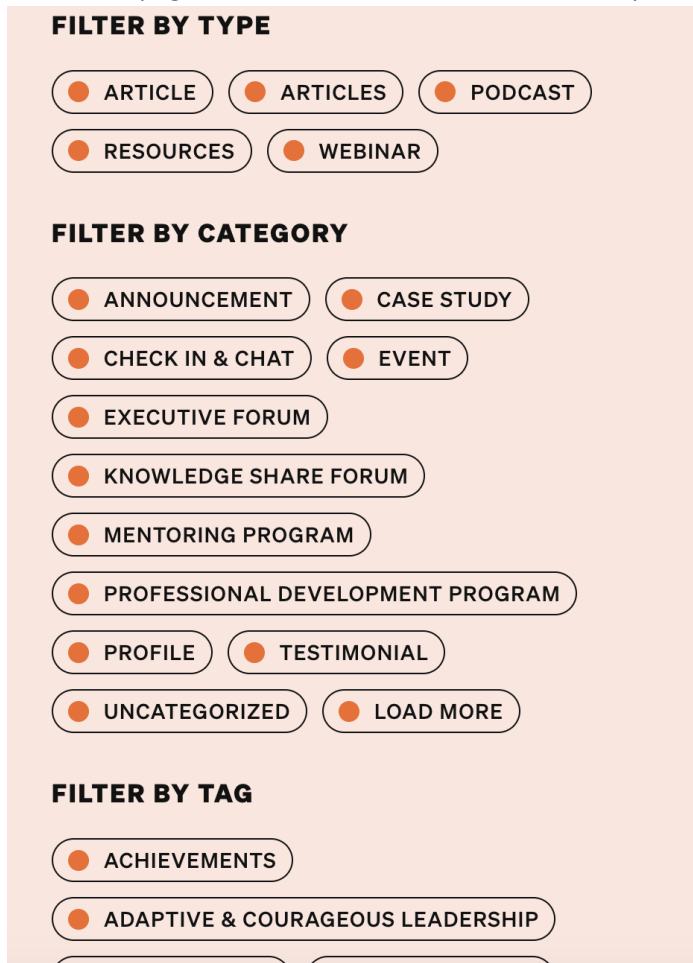 FILTER BY TYPE
ARTICLE ARTICLES PODCAST
RESOURCES WEBINAR
FILTER BY CATEGORY
ANNOUNCEMENT CASE STUDY
CHECK IN & CHAT EVENT
EXECUTIVE FORUM
KNOWLEDGE SHARE FORUM
MENTORING PROGRAM
PROFESSIONAL DEVELOPMENT PROGRAM
PROFILE TESTIMONIAL
UNCATEGORIZED LOAD MORE
FILTER BY TAG
ACHIEVEMENTS
ADAPTIVE & COURAGEOUS LEADERSHIP